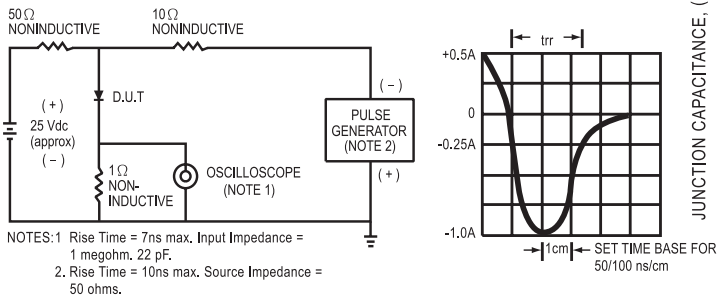 50Ω
NONINDUCTIVE
10Ω
NONINDUCTIVE
(+)
25 Vdc
(approx)
(−)
D.U.T
1Ω
NON-
INDUCTIVE
OSCILLOSCOPE
(NOTE 1)
(−)
PULSE
GENERATOR
(NOTE 2)
(+)
NOTES:1 Rise Time = 7ns max. Input Impedance =
1 megohm. 22 pF.
2. Rise Time = 10ns max. Source Impedance =
50 ohms.
trr
+0.5A
0
-0.25A
-1.0A
1cm
SET TIME BASE FOR
50/100 ns/cm
JUNCTION CAPACITANCE, (